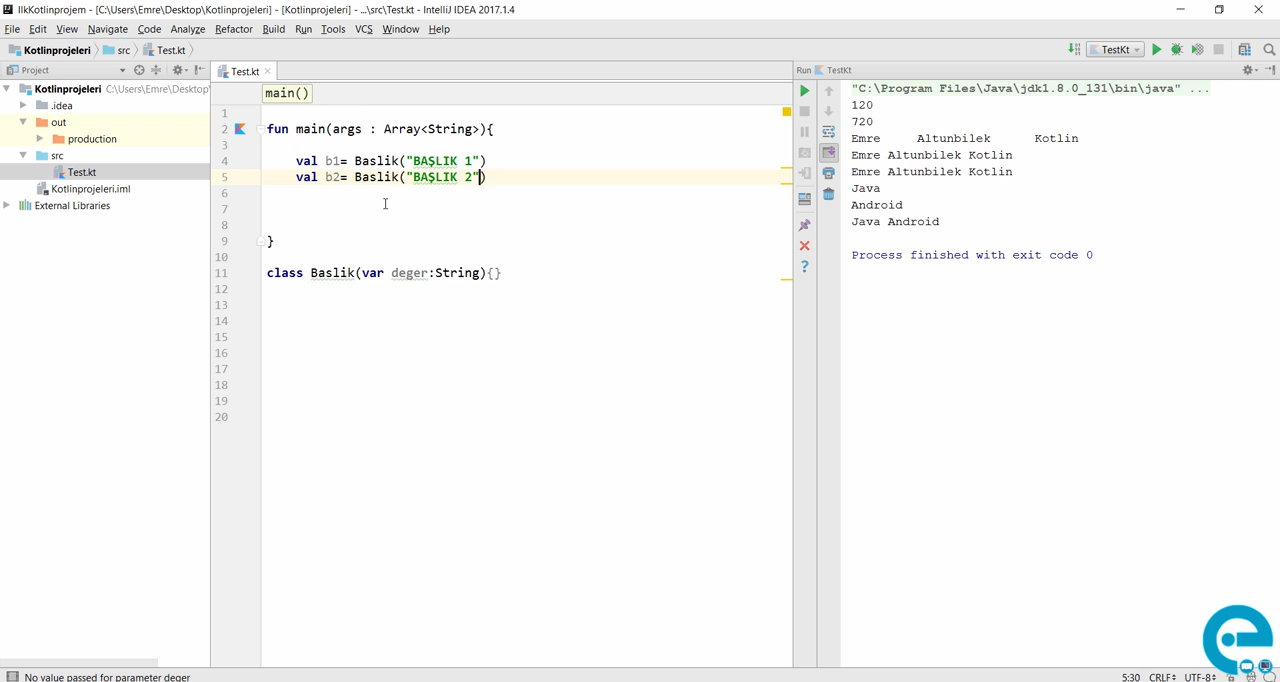 IlkKotlinprojem - [C:\Users\Emre\Desktop\Kotlinprojeleri] - [Kotlinprojeleri] - ...\src\Test.kt - IntelliJ IDEA 2017.1.4
File Edit View Navigate Code Analyze Refactor Build Run Tools VCS Window Help
Kotlinprojeleri src Test.kt TestKt
Project Test.kt Run TestKt
Kotlinprojeleri C:\Users\Emre\Desktop\
.idea
out
production
src
Test.kt
Kotlinprojeleri.iml
External Libraries
main()
1
2 fun main(args : Array<String>){
3
4 val b1= Baslik("BAŞLIK 1")
5 val b2= Baslik("BAŞLIK 2")
6
7
8
9 }
10
11 class Baslik(var deger:String){}
12
13
14
15
16
17
18
19
20
"C:\Program Files\Java\jdk1.8.0_131\bin\java" ...
120
720
Emre Altunbilek Kotlin
Emre Altunbilek Kotlin
Emre Altunbilek Kotlin
Java
Android
Java Android
Process finished with exit code 0
No value passed for parameter deger 5:30 CRLF UTF-8